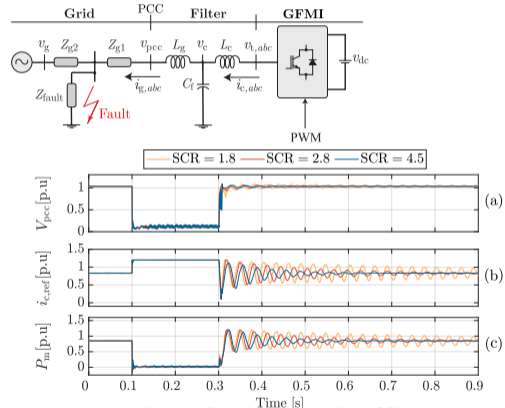 Grid PCC Filter GFMI
v_g Z_g2 Z_g1 v_pcc L_g v_c L_c v_t,abc
v_dc
Z_fault i_g,abc C_f i_c,abc
Fault
PWM
SCR = 1.8 SCR = 2.8 SCR = 4.5
V_pcc[p.u]
1
0.5
0
(a)
i_c,ref[p.u]
1.5
1
0.5
0
(b)
P_m[p.u]
1.5
1
0.5
0
(c)
0 0.1 0.2 0.3 0.4 0.5 0.6 0.7 0.8 0.9
Time [s]